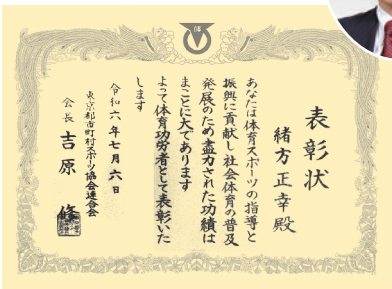 表彰状
緒方正幸殿
あなたは体育スポーツの指導と
振興に貢献し社会体育の普及
発展のため盡力された功績は
まことに大であります
よって体育功労者として表彰いた
します
令和六年七月六日
東京都市町村スポーツ協会連合会
会長 吉原 修